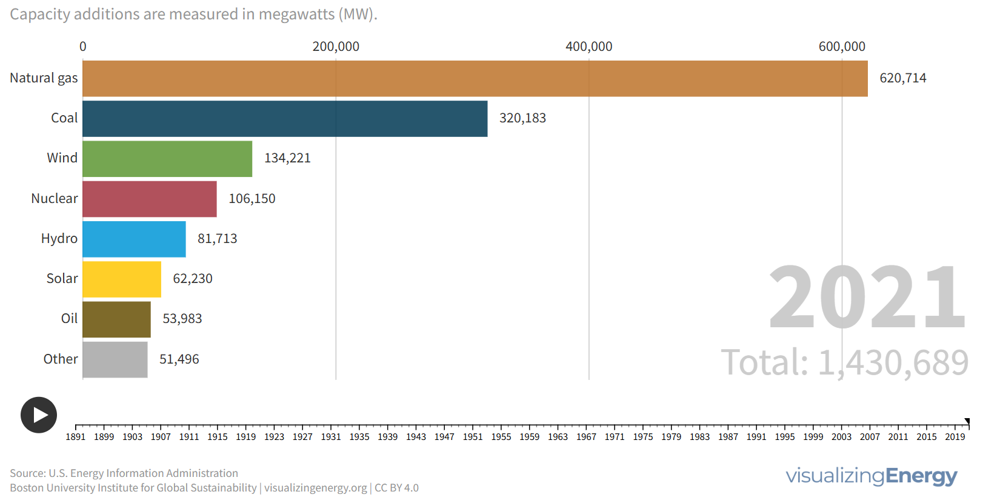 Capacity additions are measured in megawatts (MW).
0 200,000 400,000 600,000
Natural gas 620,714
Coal 320,183
Wind 134,221
Nuclear 106,150
Hydro 81,713
Solar 62,230
Oil 53,983
Other 51,496
2021
Total: 1,430,689
1891 1899 1903 1907 1911 1915 1919 1923 1927 1931 1935 1939 1943 1947 1951 1955 1959 1963 1967 1971 1975 1979 1983 1987 1991 1995 1999 2003 2007 2011 2015 2019
Source: U.S. Energy Information Administration
Boston University Institute for Global Sustainability | visualizingenergy.org | CC BY 4.0
visualizingEnergy